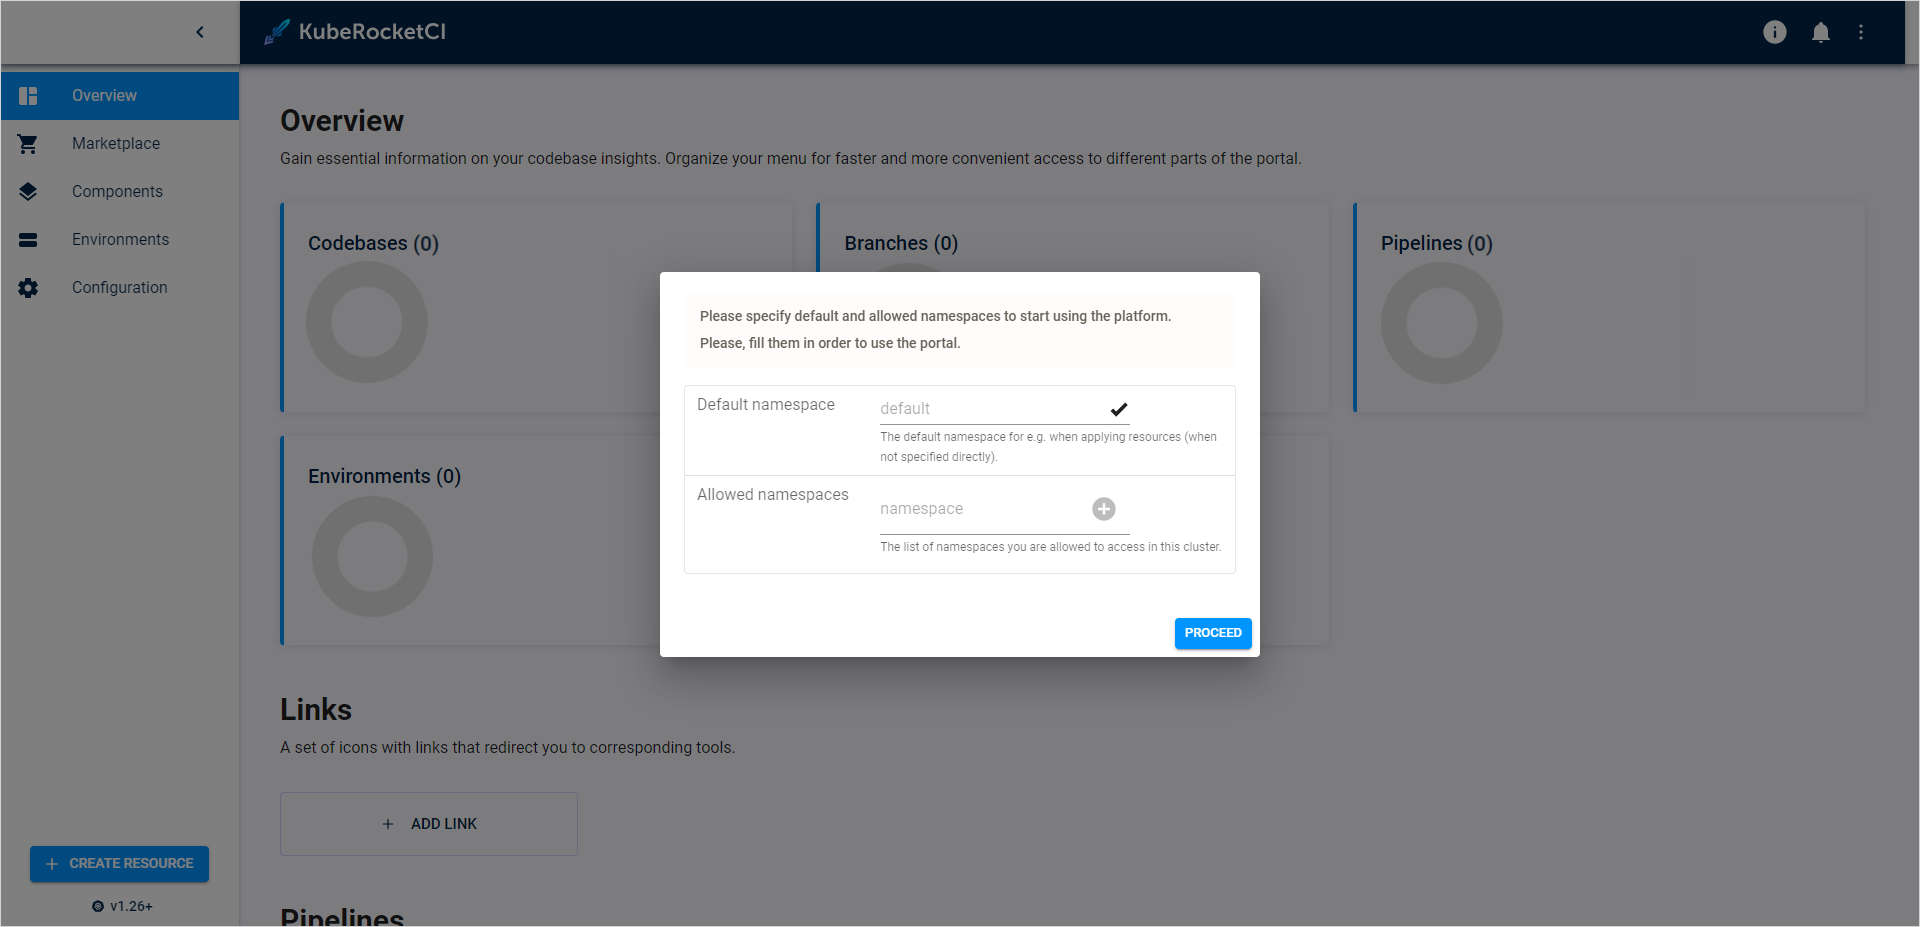 KubeRocketCI
Overview
Marketplace
Components
Environments
Configuration
CREATE RESOURCE
v1.26+
Overview
Gain essential information on your codebase insights. Organize your menu for faster and more convenient access to different parts of the portal.
Codebases (0)
Branches (0)
Pipelines (0)
Environments (0)
Please specify default and allowed namespaces to start using the platform.
Please, fill them in order to use the portal.
Default namespace
default
The default namespace for e.g. when applying resources (when
not specified directly).
Allowed namespaces
namespace
The list of namespaces you are allowed to access in this cluster.
PROCEED
Links
A set of icons with links that redirect you to corresponding tools.
ADD LINK
Pipelines